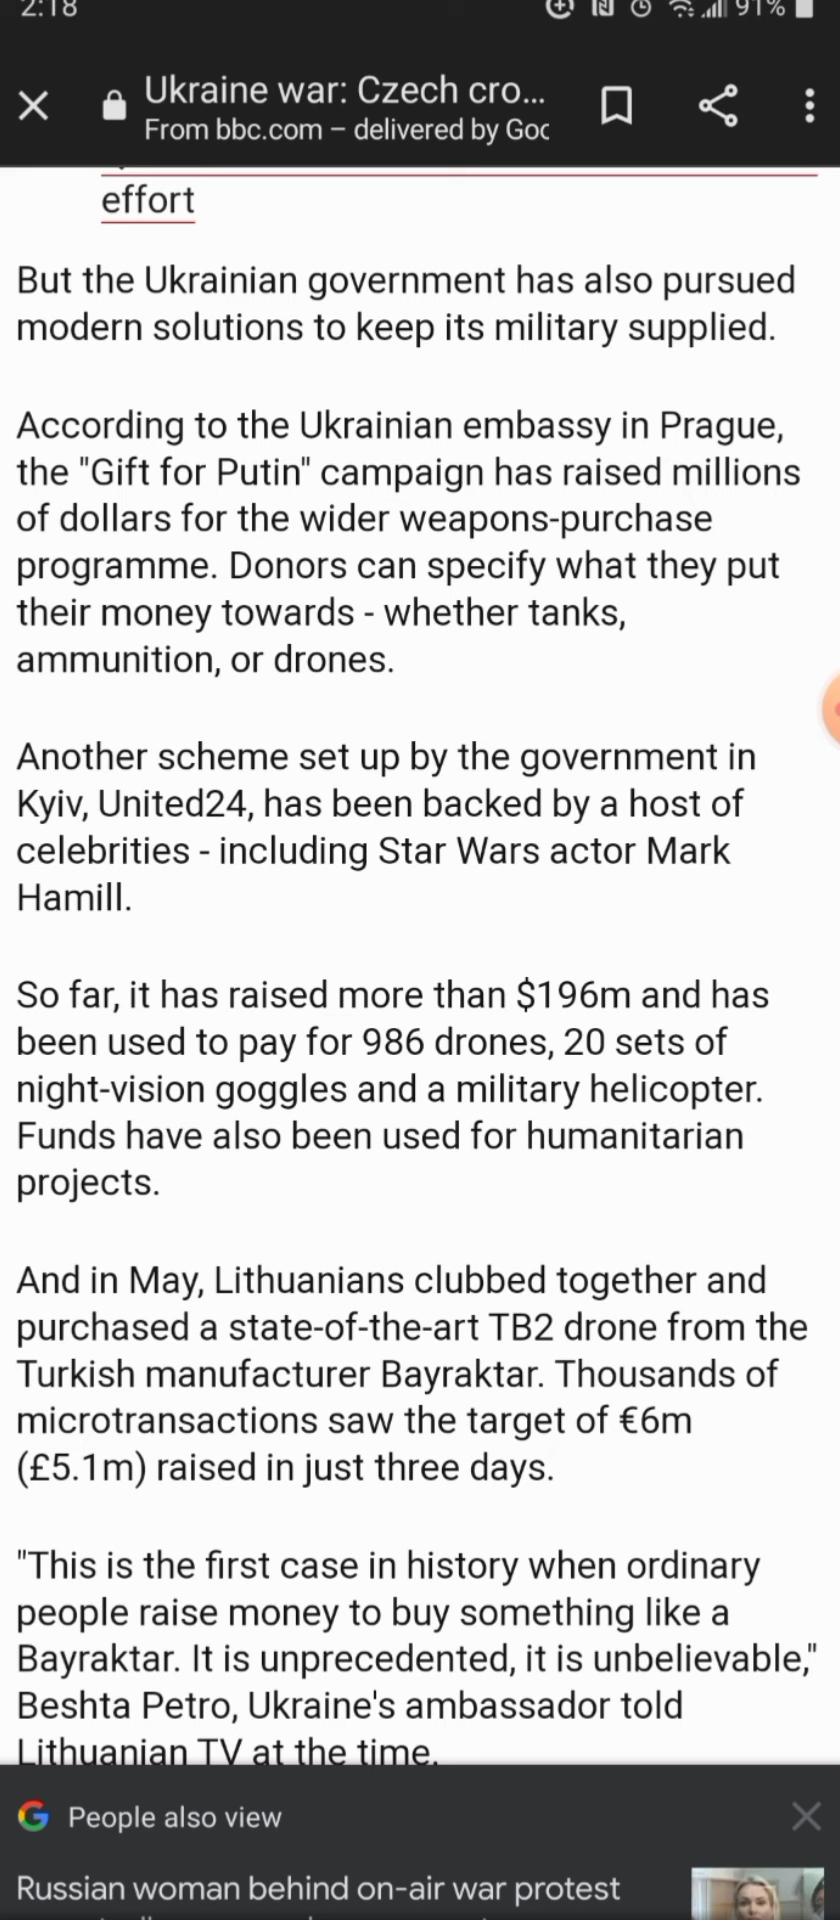 2:18
91%
Ukraine war: Czech cro...
From bbc.com – delivered by Goo
effort
But the Ukrainian government has also pursued
modern solutions to keep its military supplied.
According to the Ukrainian embassy in Prague,
the "Gift for Putin" campaign has raised millions
of dollars for the wider weapons-purchase
programme. Donors can specify what they put
their money towards - whether tanks,
ammunition, or drones.
Another scheme set up by the government in
Kyiv, United24, has been backed by a host of
celebrities - including Star Wars actor Mark
Hamill.
So far, it has raised more than $196m and has
been used to pay for 986 drones, 20 sets of
night-vision goggles and a military helicopter.
Funds have also been used for humanitarian
projects.
And in May, Lithuanians clubbed together and
purchased a state-of-the-art TB2 drone from the
Turkish manufacturer Bayraktar. Thousands of
microtransactions saw the target of €6m
(£5.1m) raised in just three days.
"This is the first case in history when ordinary
people raise money to buy something like a
Bayraktar. It is unprecedented, it is unbelievable,"
Beshta Petro, Ukraine's ambassador told
Lithuanian TV at the time.
People also view
Russian woman behind on-air war protest